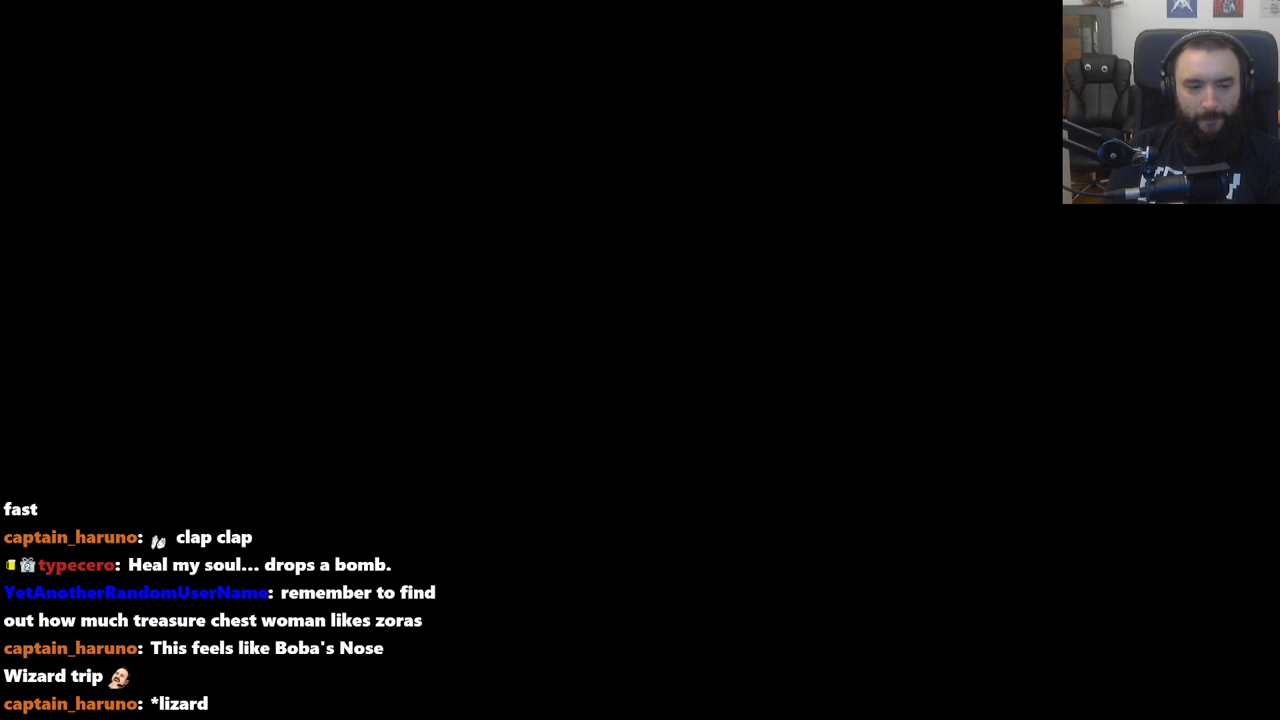 fast
captain_haruno: clap clap
typecero: Heal my soul... drops a bomb.
YetAnotherRandomUserName: remember to find
out how much treasure chest woman likes zoras
captain_haruno: This feels like Boba's Nose
Wizard trip
captain_haruno: *lizard